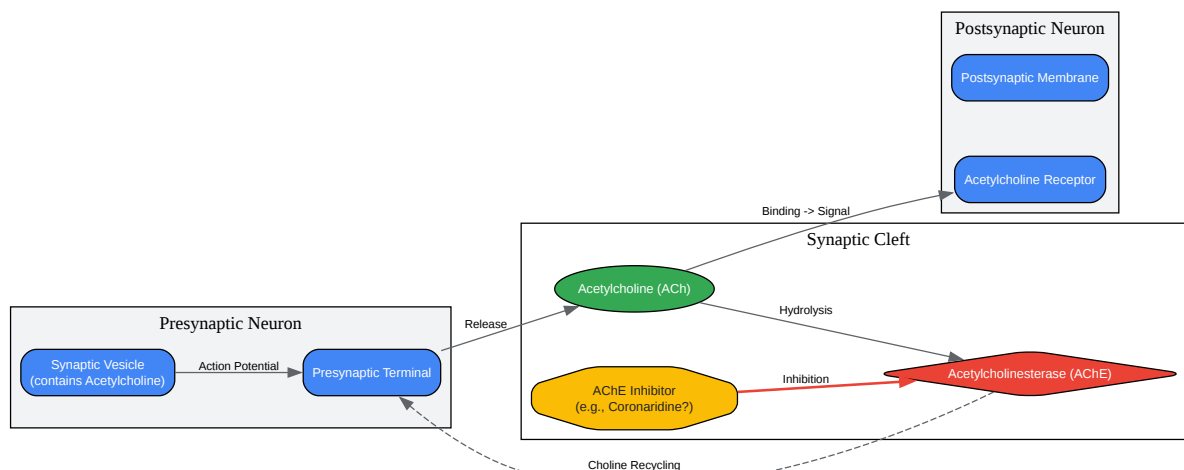 Postsynaptic Neuron
Postsynaptic Membrane
Acetylcholine Receptor
Binding -> Signal
Synaptic Cleft
Acetylcholine (ACh)
Hydrolysis
Release
Presynaptic Neuron
Synaptic Vesicle
(contains Acetylcholine)
Action Potential
Presynaptic Terminal
AChE Inhibitor
(e.g., Coronaridine?)
Inhibition
Acetylcholinesterase (AChE)
Choline Recycling